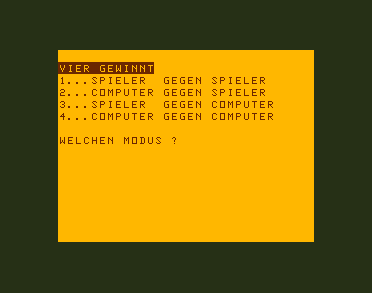 VIER GEWINNT
1...SPIELER  GEGEN SPIELER
2...COMPUTER GEGEN SPIELER
3...SPIELER  GEGEN COMPUTER
4...COMPUTER GEGEN COMPUTER
WELCHEN MODUS ?